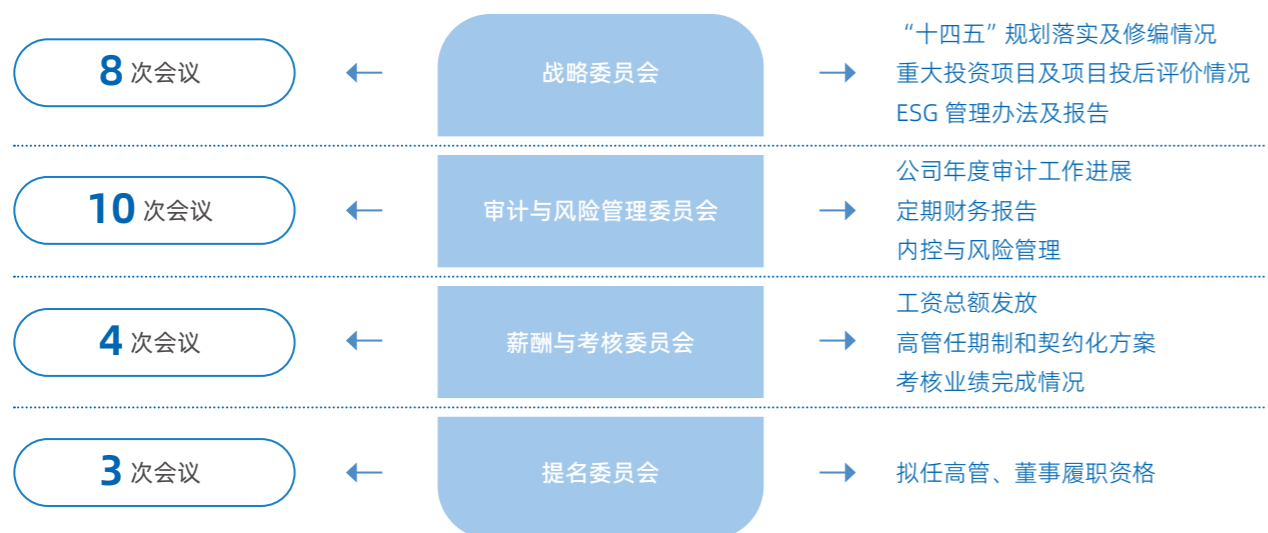 8 次会议
战略委员会
“十四五”规划落实及修编情况
重大投资项目及项目投后评价情况
ESG 管理办法及报告
10 次会议
审计与风险管理委员会
公司年度审计工作进展
定期财务报告
内控与风险管理
4 次会议
薪酬与考核委员会
工资总额发放
高管任期制和契约化方案
考核业绩完成情况
3 次会议
提名委员会
拟任高管、董事履职资格